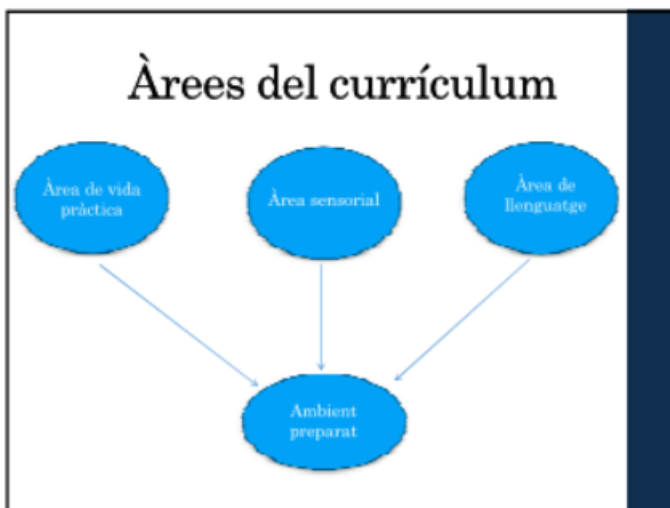 Àrees del currículum
Àrea de vida
pràctica
Àrea sensorial
Àrea de
llenguatge
Ambient
preparat